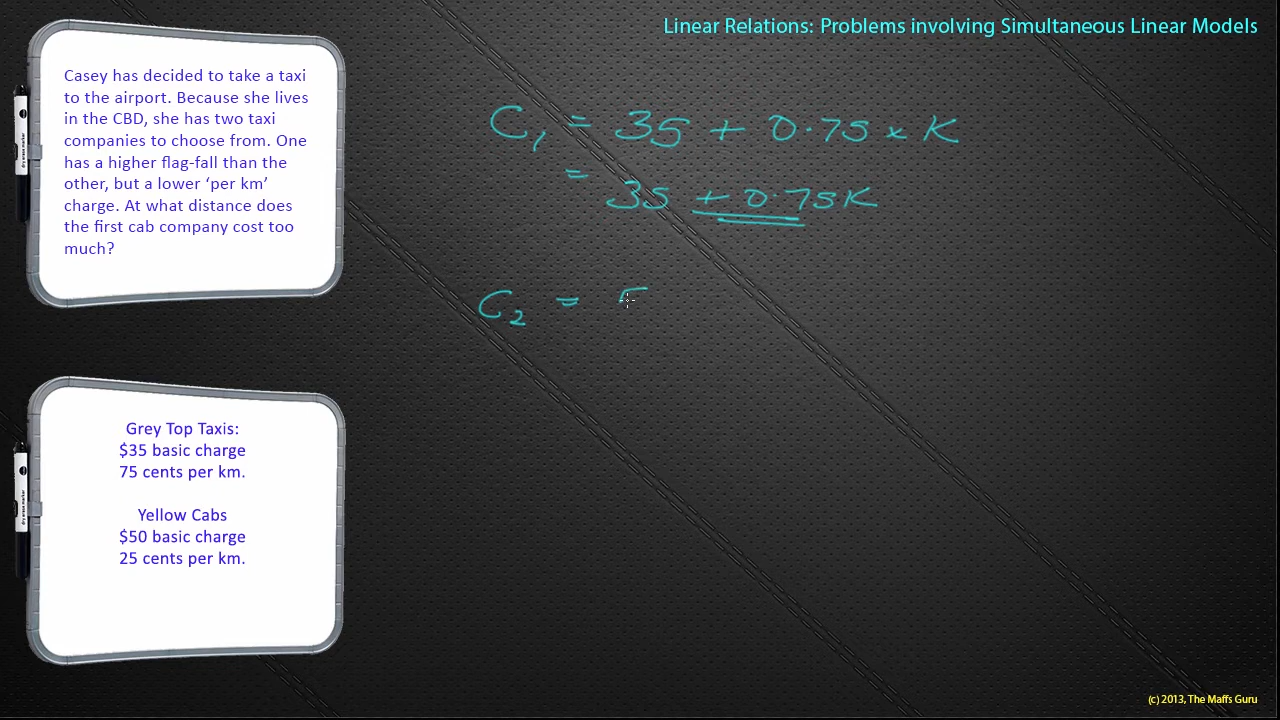 Linear Relations: Problems involving Simultaneous Linear Models
Casey has decided to take a taxi
to the airport. Because she lives
in the CBD, she has two taxi
companies to choose from. One
has a higher flag-fall than the
other, but a lower ‘per km’
charge. At what distance does
the first cab company cost too
much?
C₁ = 35 + 0.75 x K
= 35 + 0.75K
C₂ =
Grey Top Taxis:
$35 basic charge
75 cents per km.
Yellow Cabs
$50 basic charge
25 cents per km.
(c) 2013, The Maffs Guru